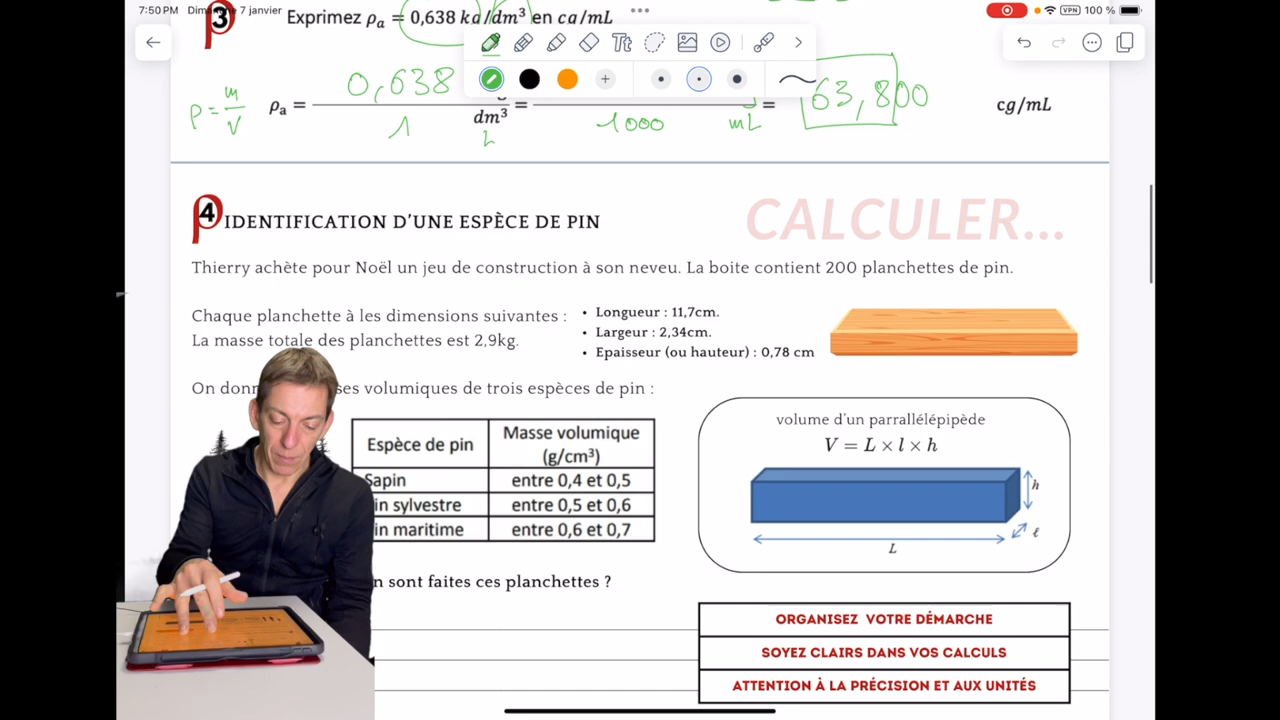 7:50 PM Dim 7 janvier
100 %
VPN
3 Exprimez ρa = 0,638 kg/dm³ en cg/mL
Tt
ρ = m/V
ρa = 0,638 / 1 dm³ = / 1000 mL = 63,800 cg/mL
L
ρ4 IDENTIFICATION D'UNE ESPÈCE DE PIN
CALCULER...
Thierry achète pour Noël un jeu de construction à son neveu. La boite contient 200 planchettes de pin.
Chaque planchette à les dimensions suivantes :
La masse totale des planchettes est 2,9kg.
• Longueur : 11,7cm.
• Largeur : 2,34cm.
• Epaisseur (ou hauteur) : 0,78 cm
On donn ses volumiques de trois espèces de pin :
Espèce de pin
Masse volumique
(g/cm³)
Sapin
entre 0,4 et 0,5
in sylvestre
entre 0,5 et 0,6
in maritime
entre 0,6 et 0,7
volume d'un parrallélépipède
V = L × l × h
h
ℓ
L
n sont faites ces planchettes ?
ORGANISEZ VOTRE DÉMARCHE
SOYEZ CLAIRS DANS VOS CALCULS
ATTENTION À LA PRÉCISION ET AUX UNITÉS